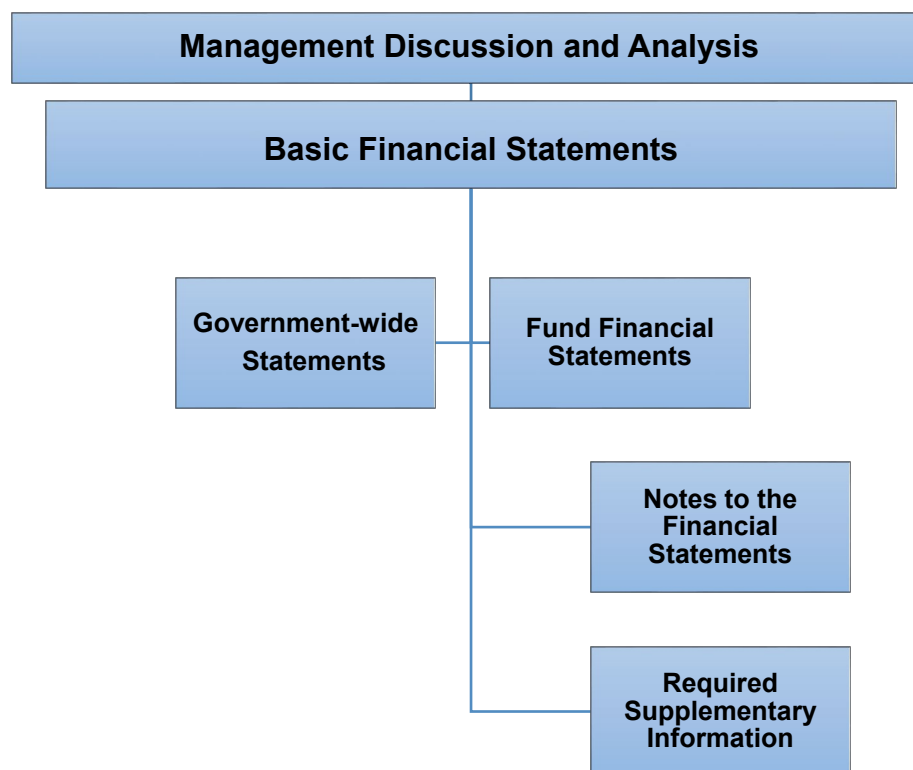 Management Discussion and Analysis
Basic Financial Statements
Government-wide
Statements
Fund Financial
Statements
Notes to the
Financial
Statements
Required
Supplementary
Information